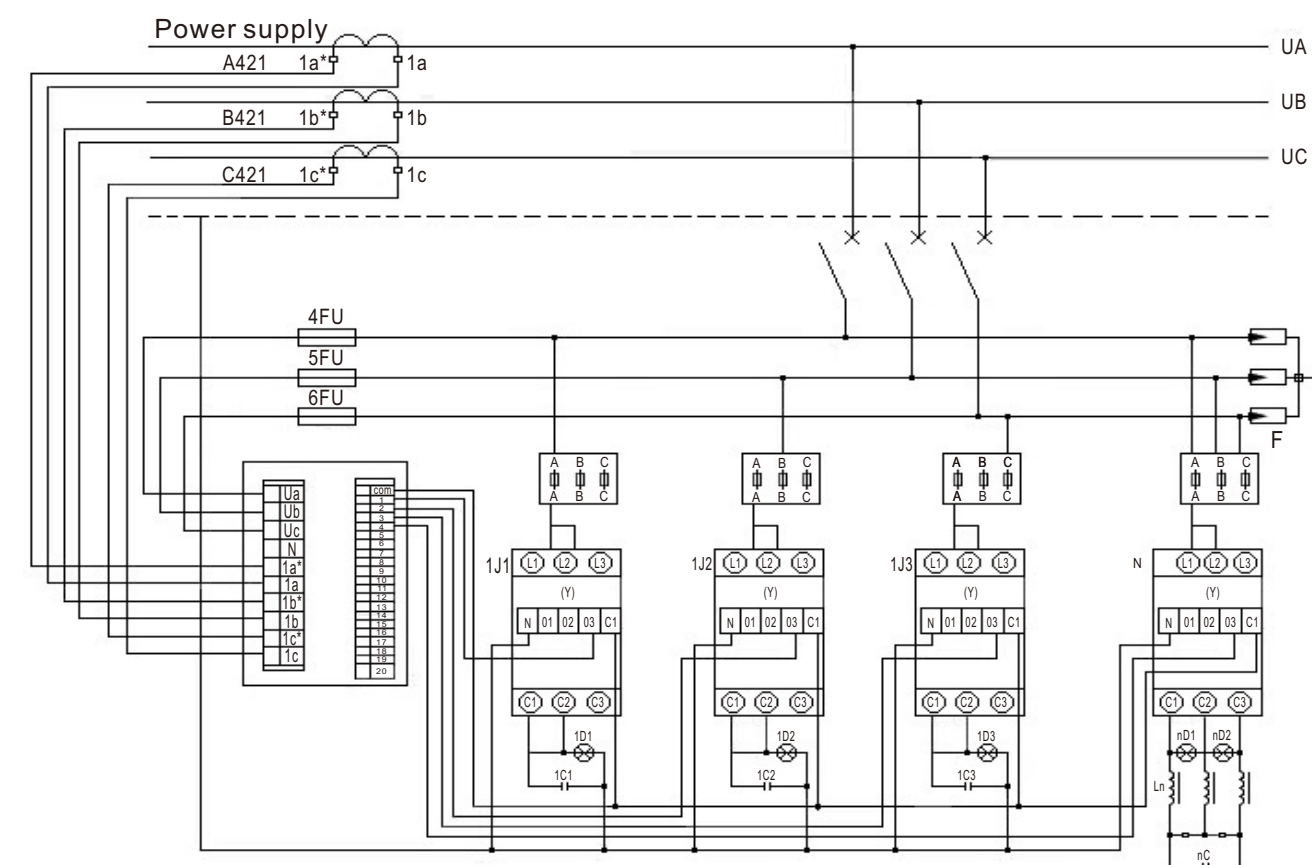 Power supply
UA
A421 1a* 1a
UB
B421 1b* 1b
UC
C421 1c* 1c
4FU
5FU
6FU
F
A B C
A B C
A B C
A B C
A B C
A B C
A B C
A B C
Ua
Ub
Uc
N
1a*
1a
1b*
1b
1c*
1c
com
1
2
3
4
5
6
7
8
9
10
11
12
13
14
15
16
17
18
19
20
1J1
L1 L2 L3
(Y)
N 01 02 03 C1
C1 C2 C3
1D1
1C1
1J2
L1 L2 L3
(Y)
N 01 02 03 C1
C1 C2 C3
1D2
1C2
1J3
L1 L2 L3
(Y)
N 01 02 03 C1
C1 C2 C3
1D3
1C3
N
L1 L2 L3
(Y)
N 01 02 03 C1
C1 C2 C3
nD1 nD2
Ln
nC